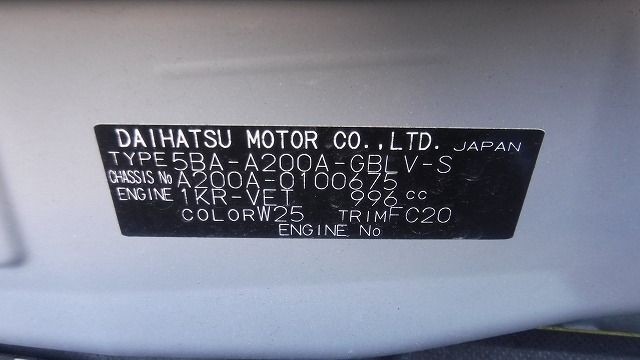 DAIHATSU MOTOR CO.,LTD. JAPAN
TYPE 5BA-A200A-GBLV-S
CHASSIS No A200A-0100675
ENGINE 1KR-VET 996 cc
COLOR W25 TRIM FC20
ENGINE No